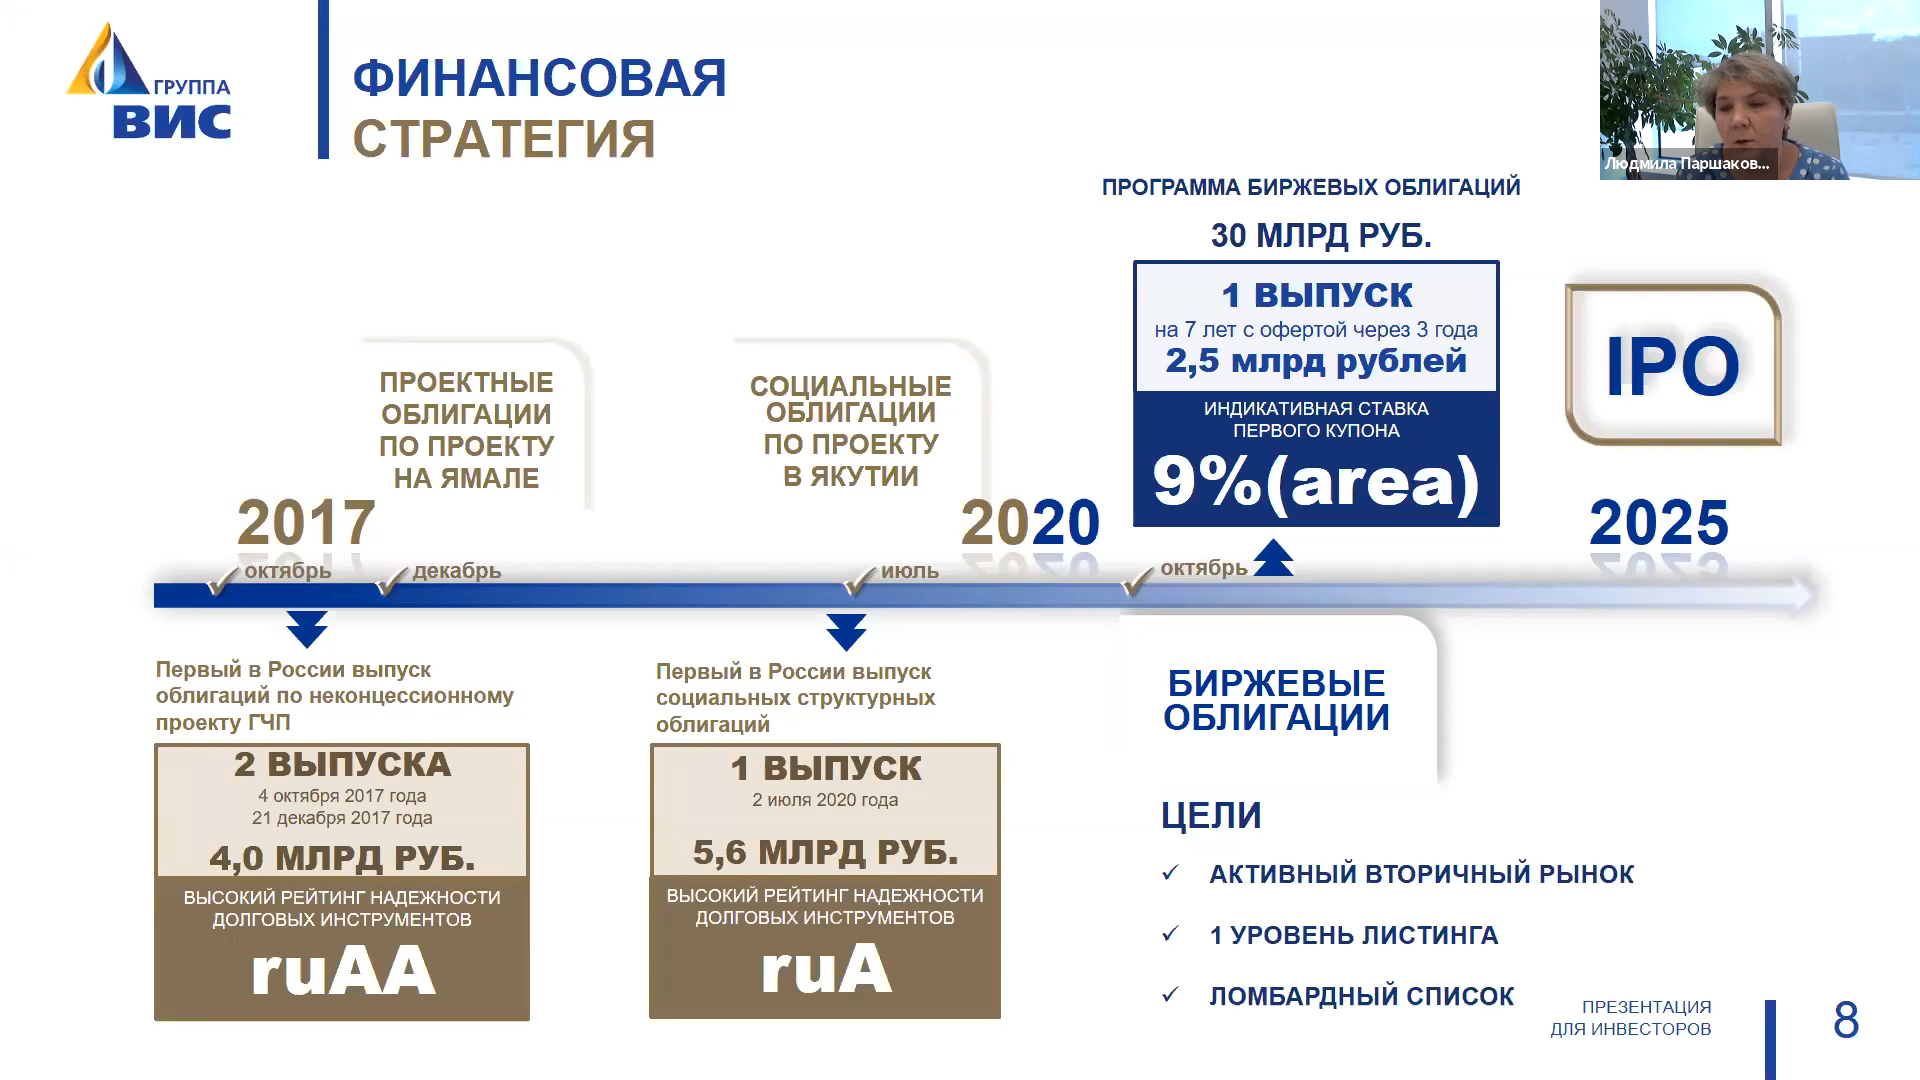 ГРУППА
ВИС
ФИНАНСОВАЯ
СТРАТЕГИЯ
Людмила Паршаков...
ПРОГРАММА БИРЖЕВЫХ ОБЛИГАЦИЙ
30 МЛРД РУБ.
1 ВЫПУСК
на 7 лет с офертой через 3 года
2,5 млрд рублей
ИНДИКАТИВНАЯ СТАВКА
ПЕРВОГО КУПОНА
9%(area)
IPO
ПРОЕКТНЫЕ
ОБЛИГАЦИИ
ПО ПРОЕКТУ
НА ЯМАЛЕ
СОЦИАЛЬНЫЕ
ОБЛИГАЦИИ
ПО ПРОЕКТУ
В ЯКУТИИ
2017
2020
2025
октябрь
декабрь
июль
октябрь
Первый в России выпуск
облигаций по неконцессионному
проекту ГЧП
2 ВЫПУСКА
4 октября 2017 года
21 декабря 2017 года
4,0 МЛРД РУБ.
ВЫСОКИЙ РЕЙТИНГ НАДЕЖНОСТИ
ДОЛГОВЫХ ИНСТРУМЕНТОВ
ruAA
Первый в России выпуск
социальных структурных
облигаций
1 ВЫПУСК
2 июля 2020 года
5,6 МЛРД РУБ.
ВЫСОКИЙ РЕЙТИНГ НАДЕЖНОСТИ
ДОЛГОВЫХ ИНСТРУМЕНТОВ
ruA
БИРЖЕВЫЕ
ОБЛИГАЦИИ
ЦЕЛИ
АКТИВНЫЙ ВТОРИЧНЫЙ РЫНОК
1 УРОВЕНЬ ЛИСТИНГА
ЛОМБАРДНЫЙ СПИСОК
ПРЕЗЕНТАЦИЯ
ДЛЯ ИНВЕСТОРОВ
8